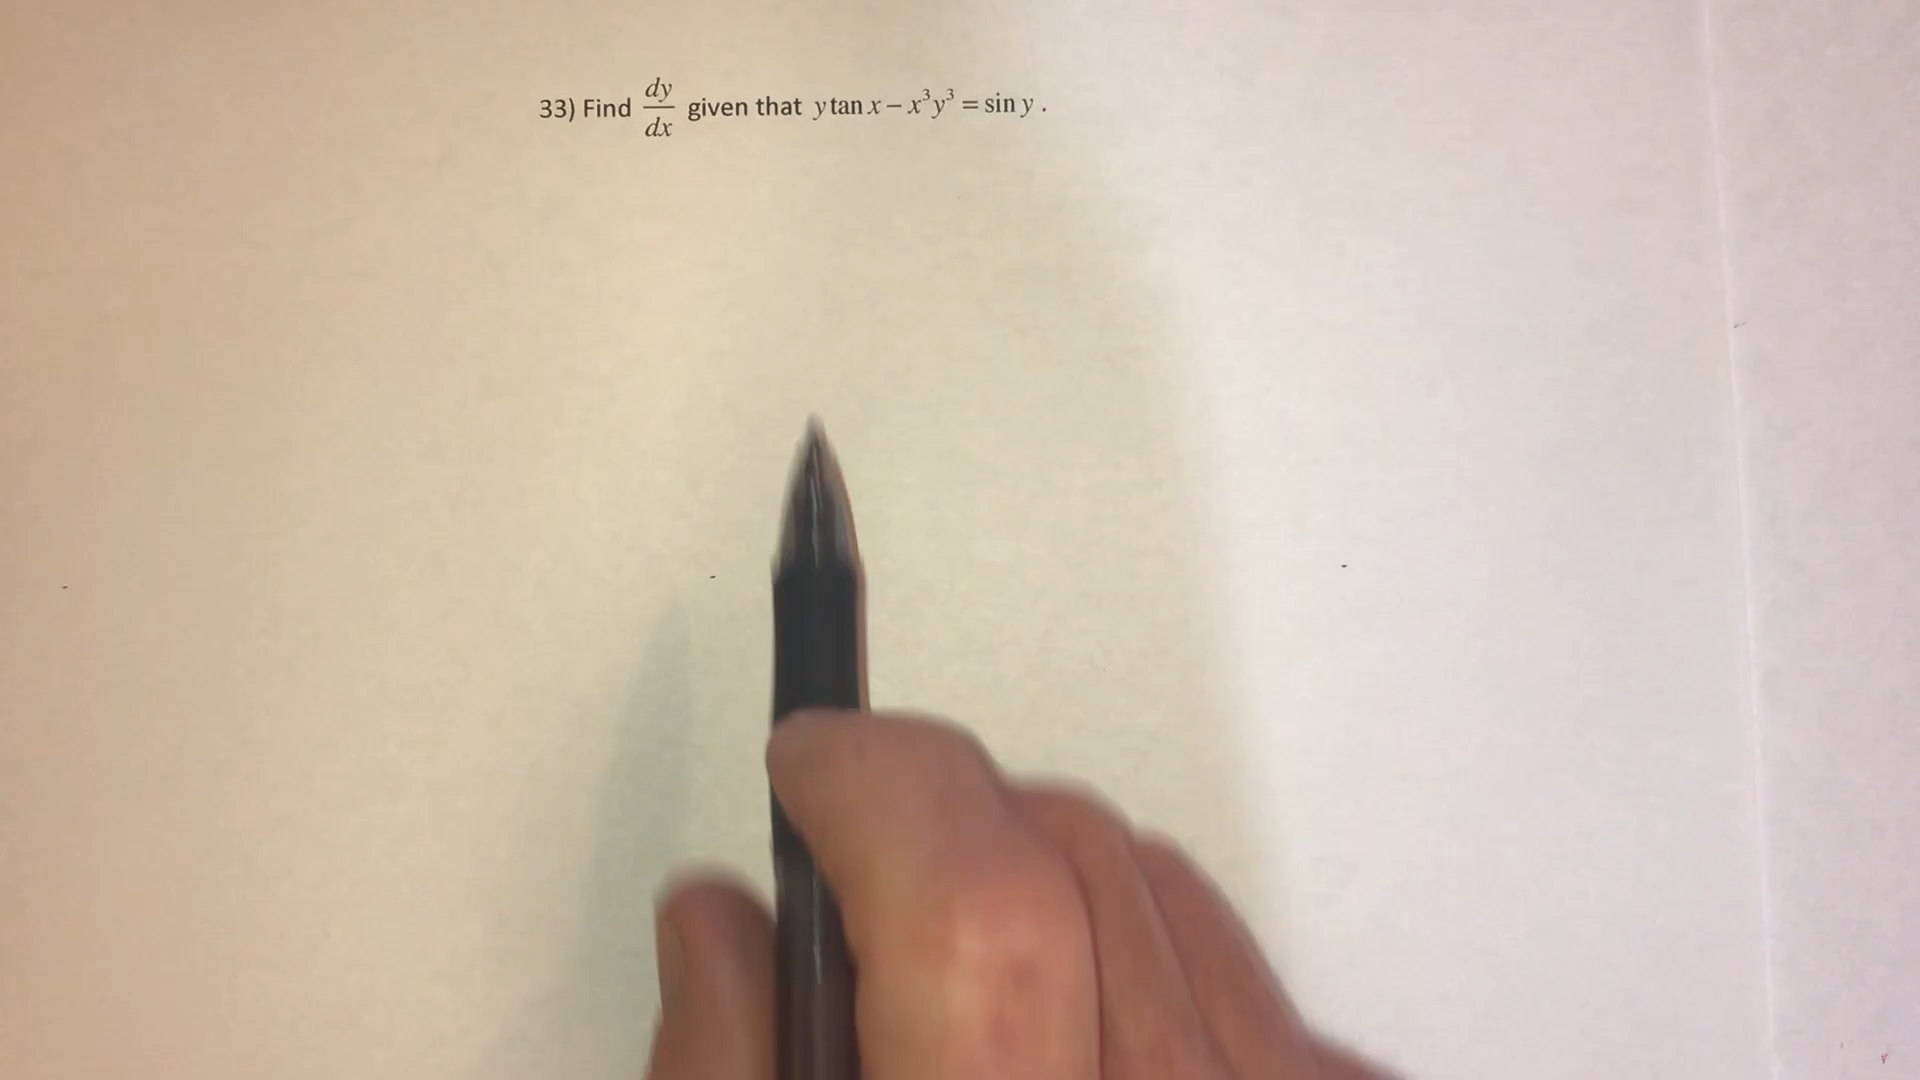 33) Find dy/dx given that y tan x − x³y³ = sin y .